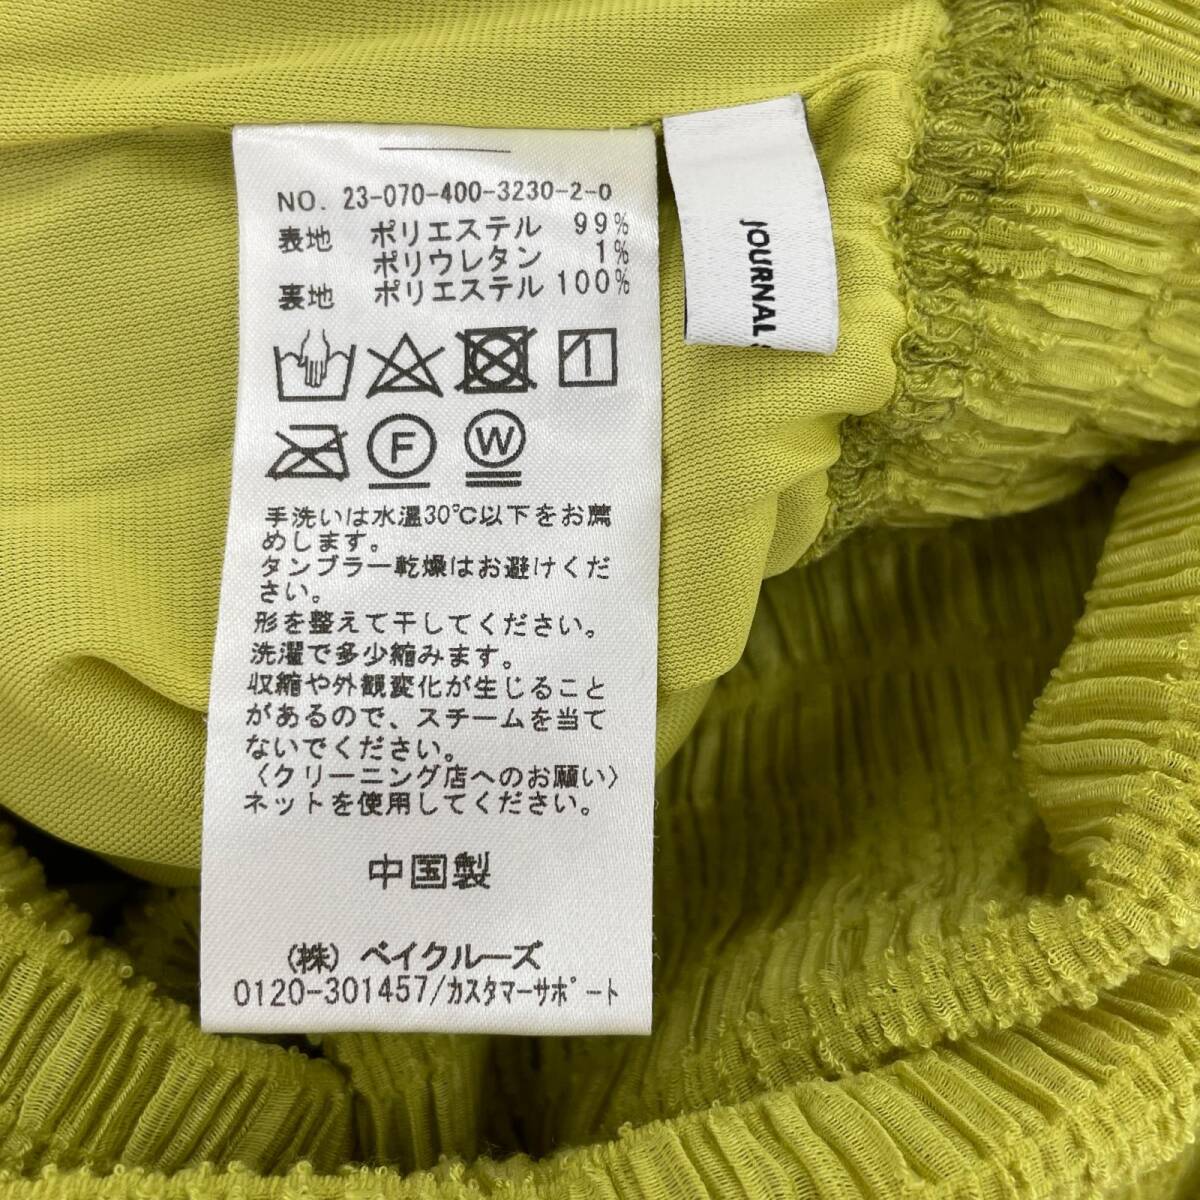 NO. 23-070-400-3230-2-0
表地 ポリエステル 99%
ポリウレタン 1%
裏地 ポリエステル 100%
F W
手洗いは水温30℃以下をお薦
めします。
タンブラー乾燥はお避けくだ
さい。
形を整えて干してください。
洗濯で多少縮みます。
収縮や外観変化が生じること
があるので、スチームを当て
ないでください。
〈クリーニング店へのお願い〉
ネットを使用してください。
中国製
(株) ベイクルーズ
0120-301457/カスタマーサポート
JOURNAL